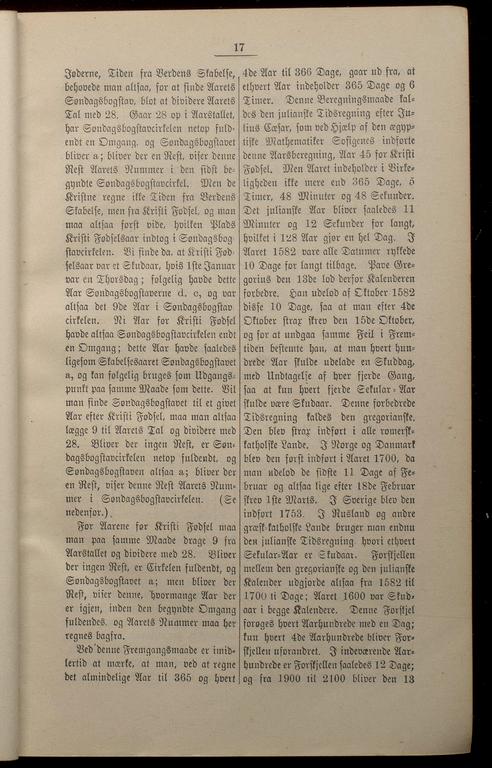 17
Jøderne, Tiden fra Verdens Skabelse,
behøvede man altsaa, for at finde Aarets
Søndagsbogstav, blot at dividere Aarets
Tal med 28. Gaar 28 op i Aarstallet,
har Søndagsbogstavcirkelen netop fuld-
endt en Omgang, og Søndagsbogstavet
bliver a; bliver der en Rest, viser denne
Rest Aarets Nummer i den sidst be-
gyndte Søndagsbogstavcirkel. Men de
Kristne regne ikke Tiden fra Verdens
Skabelse, men fra Kristi Fødsel, og man
maa altsaa først vide, hvilken Plads
Kristi Fødselsaar indtog i Søndagsbog-
stavcirkelen. Vi finde da, at Kristi Fød-
selsaar var et Skudaar, hvis 1ste Januar
var en Thorsdag; følgelig havde dette
Aar Søndagsbogstaverne d, c, og var
altsaa det 9de Aar i Søndagsbogstav-
cirkelen. Ni Aar før Kristi Fødsel
havde altsaa Søndagsbogstavcirkelen endt
en Omgang; dette Aar havde saaledes
ligesom Skabelsesaaret Søndagsbogstavet
a, og kan følgelig bruges som Udgangs-
punkt paa samme Maade som dette. Vil
man finde Søndagsbogstavet til et givet
Aar efter Kristi Fødsel, maa man altsaa
lægge 9 til Aarets Tal og dividere med
28. Bliver der ingen Rest, er Søn-
dagsbogstavcirkelen netop fuldendt, og
Søndagsbogstaven altsaa a; bliver der
en Rest, viser denne Rest Aarets Num-
mer i Søndagsbogstavcirkelen. (Se
nedenfor.)
For Aarene før Kristi Fødsel maa
man paa samme Maade drage 9 fra
Aarstallet og dividere med 28. Bliver
der ingen Rest, er Cirkelen fuldendt, og
Søndagsbogstavet a; men bliver der
Rest, viser denne, hvormange Aar der
er igjen, inden den begyndte Omgang
fuldendes, og Aarets Nummer maa her
regnes bagfra.
Ved denne Fremgangsmaade er imid-
lertid at mærke, at man, ved at regne
det almindelige Aar til 365 og hvert
4de Aar til 366 Dage, gaar ud fra, at
ethvert Aar indeholder 365 Dage og 6
Timer. Denne Beregningsmaade kal-
des den julianske Tidsregning efter Ju-
lius Cæsar, som ved Hjælp af den ægyp-
tiske Mathematiker Sosigenes indførte
denne Aarsberegning, Aar 45 før Kristi
Fødsel. Men Aaret indeholder i Virke-
ligheden ikke mere end 365 Dage, 5
Timer, 48 Minuter og 48 Sekunder.
Det julianske Aar bliver saaledes 11
Minuter og 12 Sekunder for langt,
hvilket i 128 Aar gjør en hel Dag. I
Aaret 1582 vare alle Datumer rykkede
10 Dage for langt tilbage. Pave Gre-
gorius den 13de lod derfor Kalenderen
forbedre. Han udelod af Oktober 1582
disse 10 Dage, saa at man efter 4de
Oktober strax skrev den 15de Oktober,
og for at undgaa samme Feil i Frem-
tiden bestemte han, at man hvert hun-
drede Aar skulde udelade en Skuddag,
med Undtagelse af hver fjerde Gang,
saa at kun hvert fjerde Sekular-Aar
skulde være Skudaar. Denne forbedrede
Tidsregning kaldes den gregorianske.
Den blev strax indført i alle romersk-
katholske Lande. I Norge og Danmark
blev den først indført i Aaret 1700, da
man udelod de sidste 11 Dage af Fe-
bruar og altsaa lige efter 18de Februar
skrev 1ste Marts. I Sverige blev den
indført 1753. I Rusland og andre
græsk-katholske Lande bruger man endnu
den julianske Tidsregning, hvori ethvert
Sekular-Aar er Skudaar. Forskjellen
mellem den gregorianske og den julianske
Kalender udgjorde altsaa fra 1582 til
1700 ti Dage; Aaret 1600 var Skud-
aar i begge Kalendere. Denne Forskjel
forøges hvert Aarhundrede med en Dag;
kun hvert 4de Aarhundrede bliver For-
skjellen uforandret. I indeværende Aar-
hundrede er Forskjellen saaledes 12 Dage;
og fra 1900 til 2100 bliver den 13